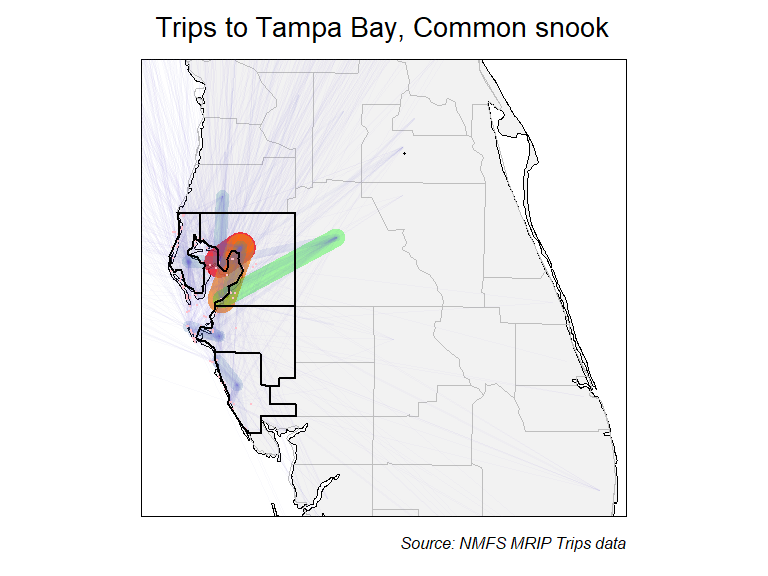 Trips to Tampa Bay, Common snook
Source: NMFS MRIP Trips data